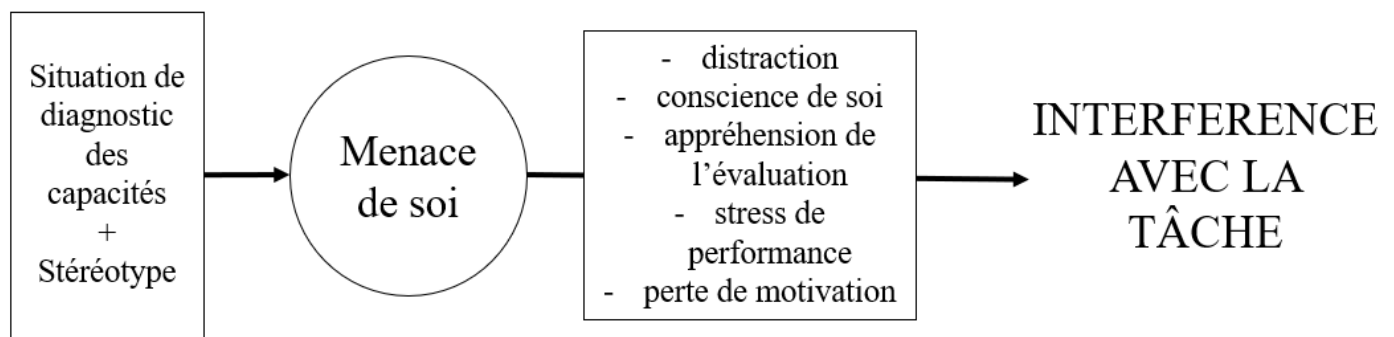 Situation de
diagnostic
des
capacités
+
Stéréotype
Menace
de soi
- distraction
- conscience de soi
- appréhension de
l’évaluation
- stress de
performance
- perte de motivation
INTERFERENCE
AVEC LA
TÂCHE